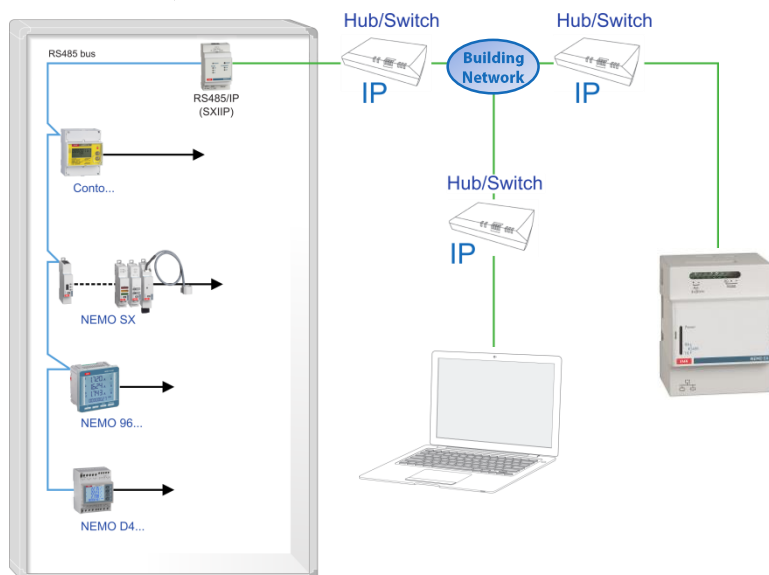 Hub/Switch
Hub/Switch
RS485 bus
Building
Network
IP
IP
RS485/IP
(SXIIP)
Conto...
Hub/Switch
IP
NEMO SX
Power
NEMO 96...
NEMO D4...